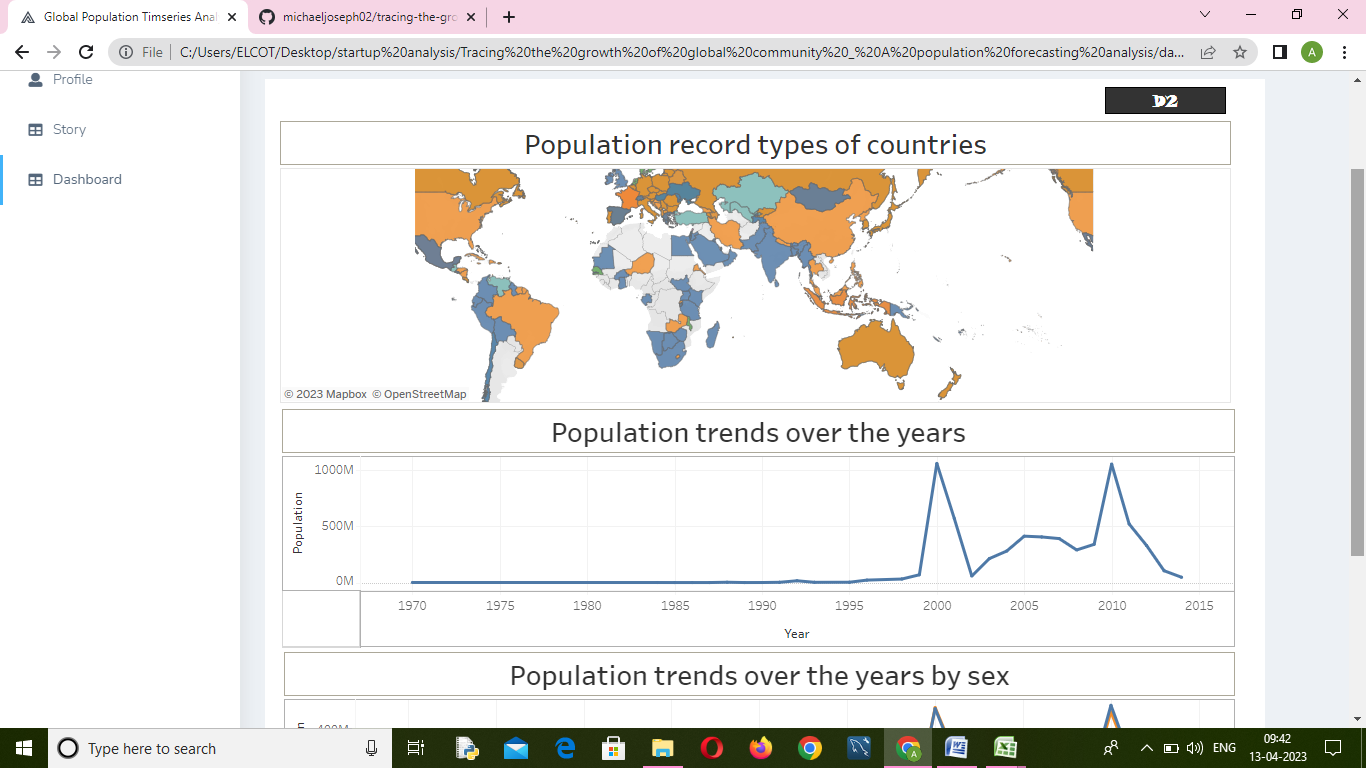 Global Population Timseries Anal
michaeljoseph02/tracing-the-gro
File
C:/Users/ELCOT/Desktop/startup%20analysis/Tracing%20the%20growth%20of%20global%20community%20_%20A%20population%20forecasting%20analysis/da...
A
Profile
Story
Dashboard
D2
Population record types of countries
© 2023 Mapbox © OpenStreetMap
Population trends over the years
Population
1000M
500M
0M
1970 1975 1980 1985 1990 1995 2000 2005 2010 2015
Year
Population trends over the years by sex
400M
Type here to search
ENG
09:42
13-04-2023